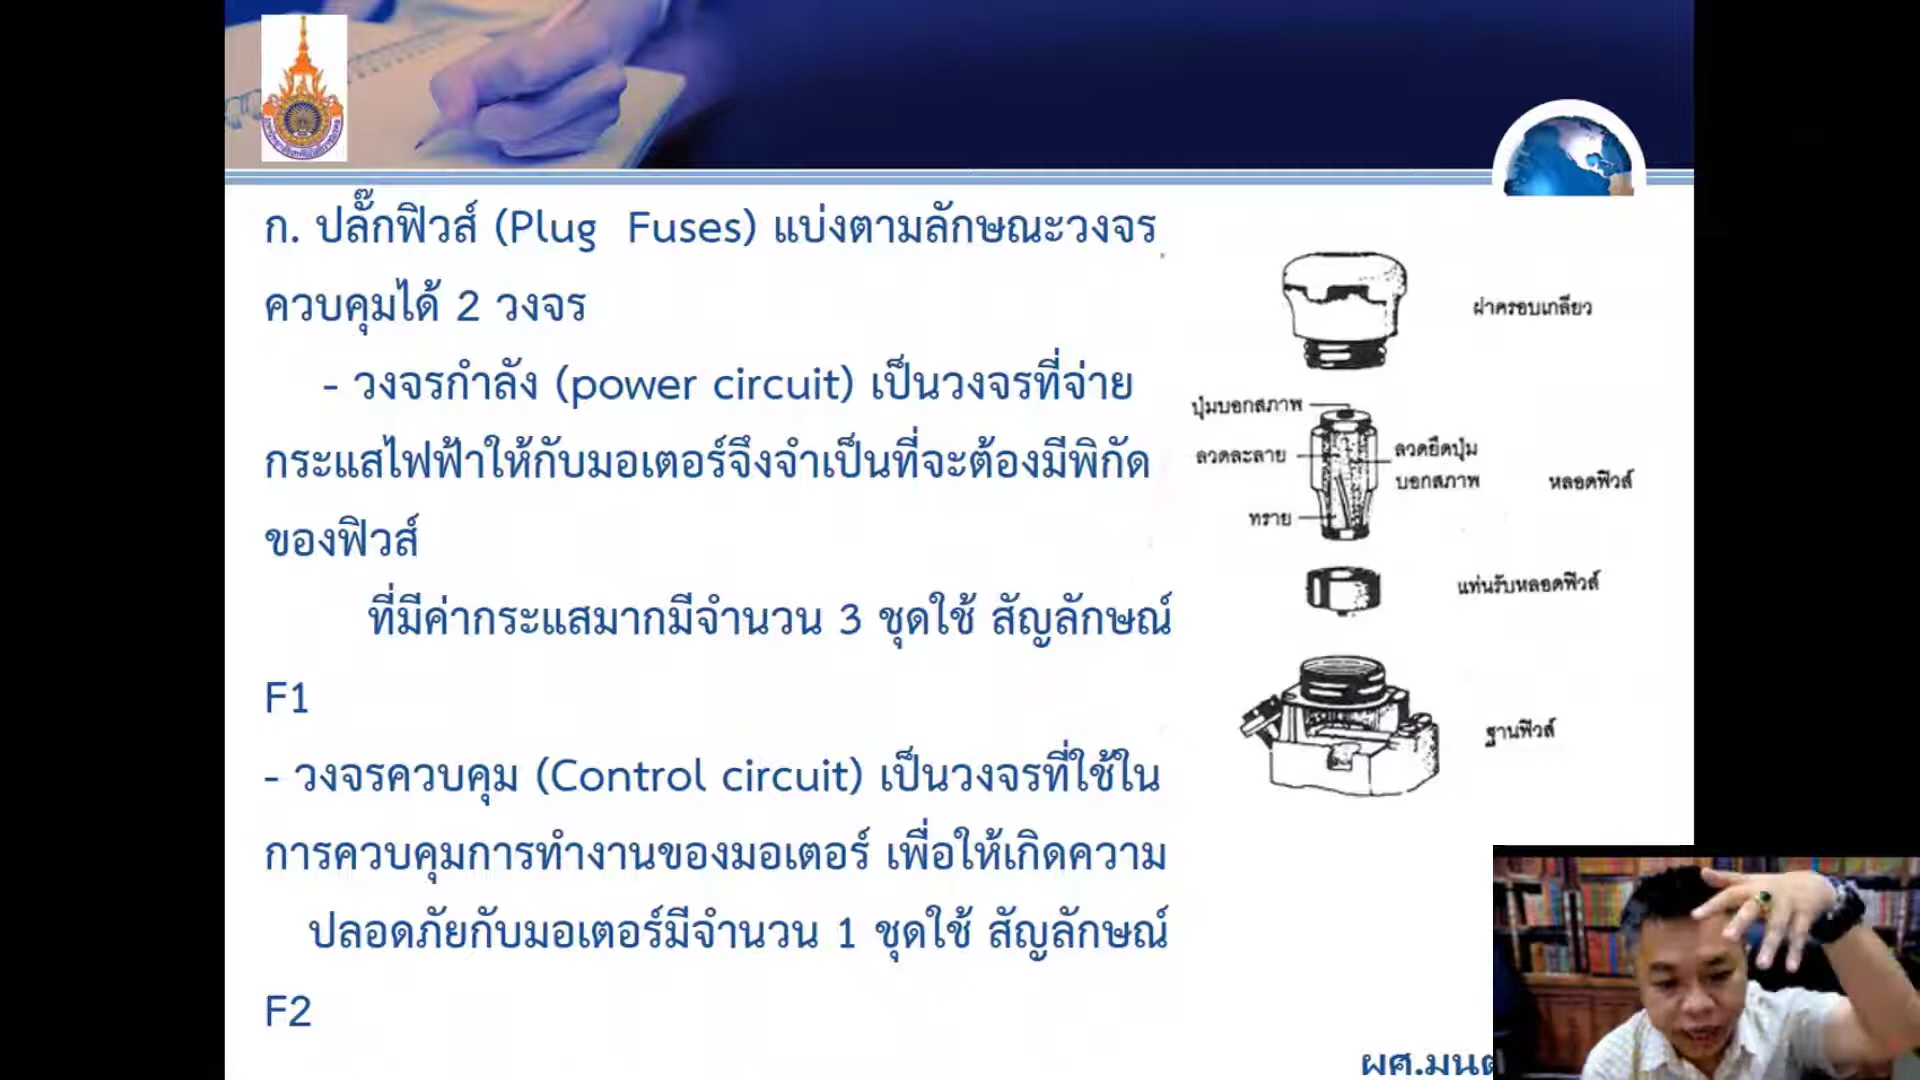 ก. ปลั๊กฟิวส์ (Plug Fuses) แบ่งตามลักษณะวงจร
ควบคุมได้ 2 วงจร
- วงจรกำลัง (power circuit) เป็นวงจรที่จ่าย
กระแสไฟฟ้าให้กับมอเตอร์จึงจำเป็นที่จะต้องมีพิกัด
ของฟิวส์
ที่มีค่ากระแสมากมีจำนวน 3 ชุดใช้ สัญลักษณ์
F1
- วงจรควบคุม (Control circuit) เป็นวงจรที่ใช้ใน
การควบคุมการทำงานของมอเตอร์ เพื่อให้เกิดความ
ปลอดภัยกับมอเตอร์มีจำนวน 1 ชุดใช้ สัญลักษณ์
F2
ฝาครอบเกลียว
ปุ่มบอกสภาพ
ลวดละลาย
ลวดยึดปุ่ม
บอกสภาพ
หลอดฟิวส์
ทราย
แท่นรับหลอดฟิวส์
ฐานฟิวส์
ผศ.มนต